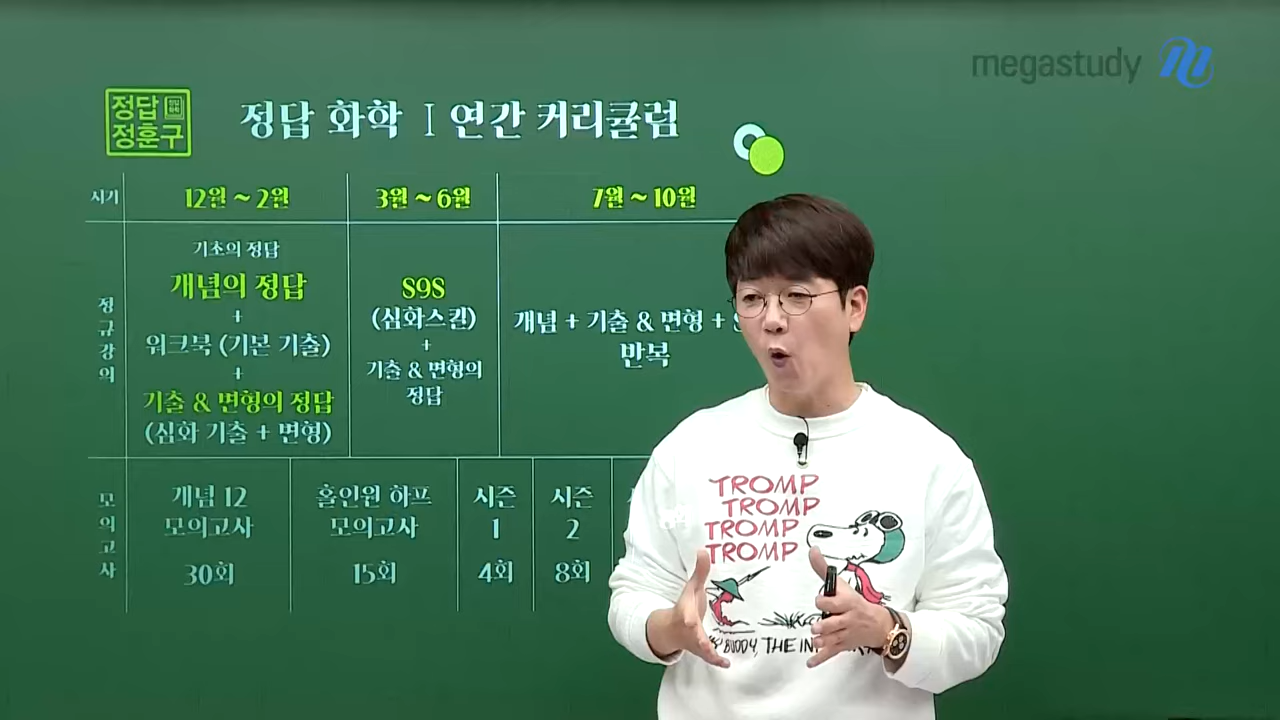 megastudy
정답
정훈구
정답 화학 I 연간 커리큘럼
시기
12월 ~ 2월
3월 ~ 6월
7월 ~ 10월
정규강의
기초의 정답
개념의 정답
+
워크북 (기본 기술)
+
기출 & 변형의 정답
(심화 기출 + 변형)
S9S
(심화스킬)
+
기출 & 변형의
정답
개념 + 기출 & 변형 +
반복
모의고사
개념 12
모의고사
30회
홀인원 하프
모의고사
15회
시즌
1
4회
시즌
2
8회
TROMP
TROMP
TROMP
TROMP
BUDDY, THE